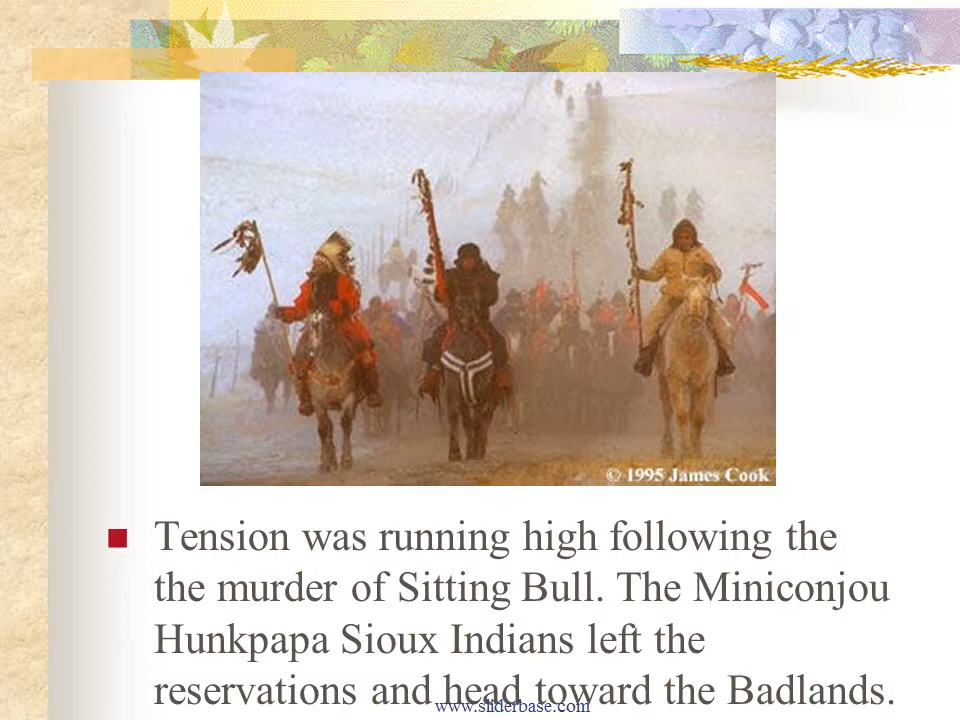 © 1995 James Cook
Tension was running high following the
the murder of Sitting Bull. The Miniconjou
Hunkpapa Sioux Indians left the
reservations and head toward the Badlands.
www.sliderbase.com